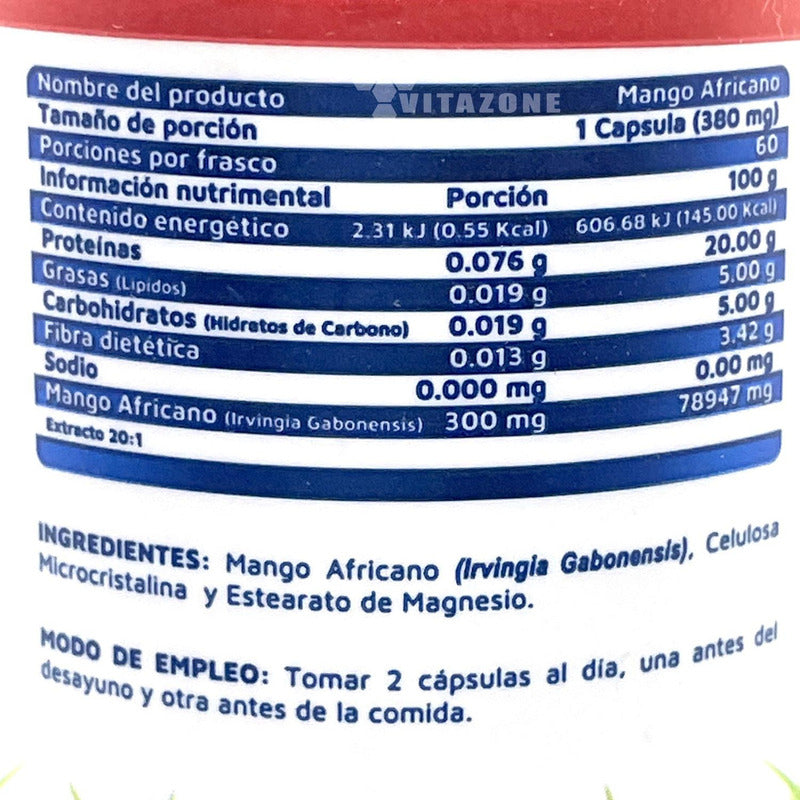 VITAZONE
Nombre del producto Mango Africano
Tamaño de porción 1 Capsula (380 mg)
Porciones por frasco 60
Información nutrimental Porción 100 g
Contenido energético 2.31 kJ (0.55 Kcal) 606.68 kJ (145.00 Kcal)
Proteínas 0.076 g 20.00 g
Grasas (Lipidos) 0.019 g 5.00 g
Carbohidratos (Hidratos de Carbono) 0.019 g 5.00 g
Fibra dietética 0.013 g 3.42 g
Sodio 0.000 mg 0.00 mg
Mango Africano (Irvingia Gabonensis) 300 mg 78947 mg
Extracto 20:1
INGREDIENTES: Mango Africano (Irvingia Gabonensis), Celulosa
Microcristalina y Estearato de Magnesio.
MODO DE EMPLEO: Tomar 2 cápsulas al día, una antes del
desayuno y otra antes de la comida.